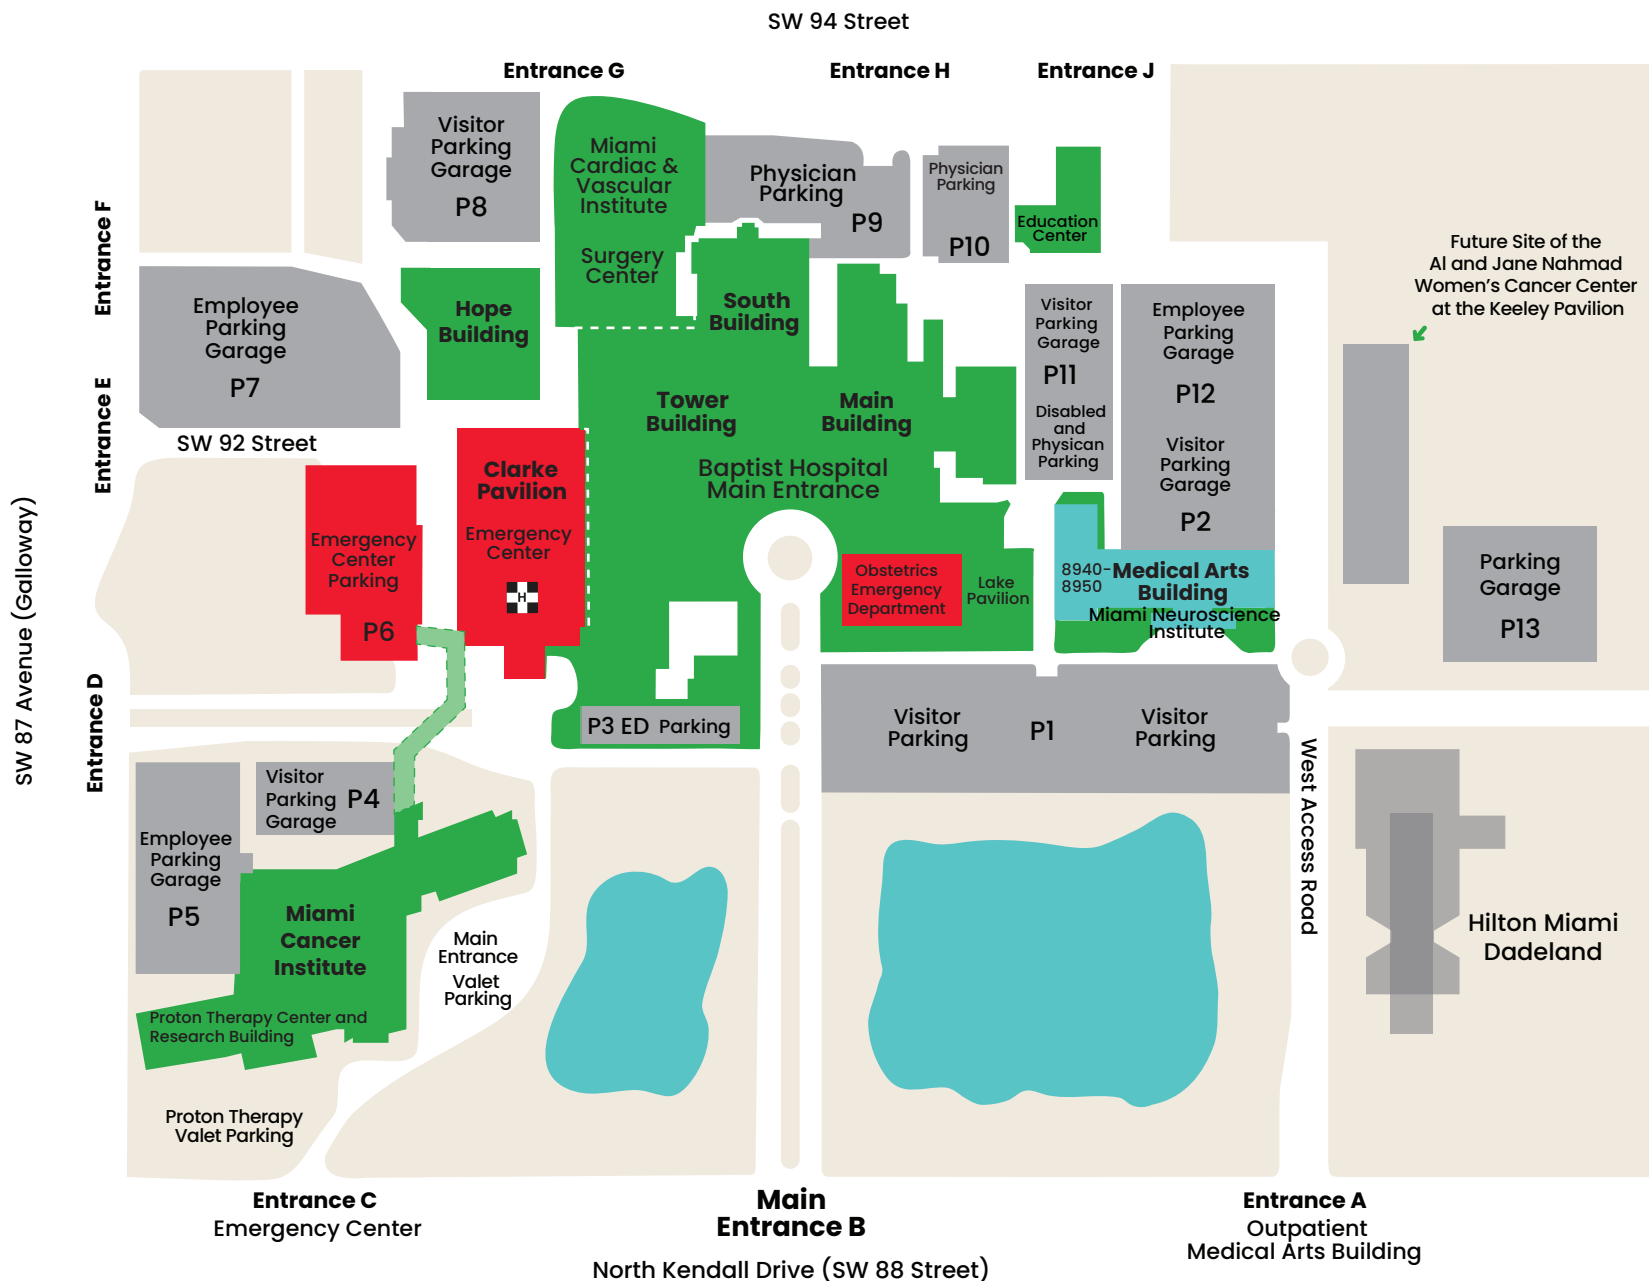 SW 94 Street
Entrance G
Entrance H
Entrance J
Visitor
Parking
Garage
P8
Miami
Cardiac &
Vascular
Institute
Surgery
Center
Physician
Parking
P9
Physician
Parking
P10
Education
Center
Entrance F
Employee
Parking
Garage
P7
Hope
Building
South
Building
Visitor
Parking
Garage
P11
Disabled
and
Physican
Parking
Employee
Parking
Garage
P12
Visitor
Parking
Garage
P2
Future Site of the
Al and Jane Nahmad
Women's Cancer Center
at the Keeley Pavilion
Entrance E
SW 92 Street
Tower
Building
Main
Building
Baptist Hospital
Main Entrance
Clarke
Pavilion
Emergency
Center
H
Emergency
Center
Parking
P6
Obstetrics
Emergency
Department
Lake
Pavilion
8940-
8950
Medical Arts
Building
Miami Neuroscience
Institute
Parking
Garage
P13
SW 87 Avenue (Galloway)
Entrance D
P3 ED Parking
Visitor
Parking
P1
Visitor
Parking
West Access Road
Visitor
Parking
Garage
P4
Employee
Parking
Garage
P5
Miami
Cancer
Institute
Main
Entrance
Valet
Parking
Hilton Miami
Dadeland
Proton Therapy Center and
Research Building
Proton Therapy
Valet Parking
Entrance C
Emergency Center
Main
Entrance B
Entrance A
Outpatient
Medical Arts Building
North Kendall Drive (SW 88 Street)